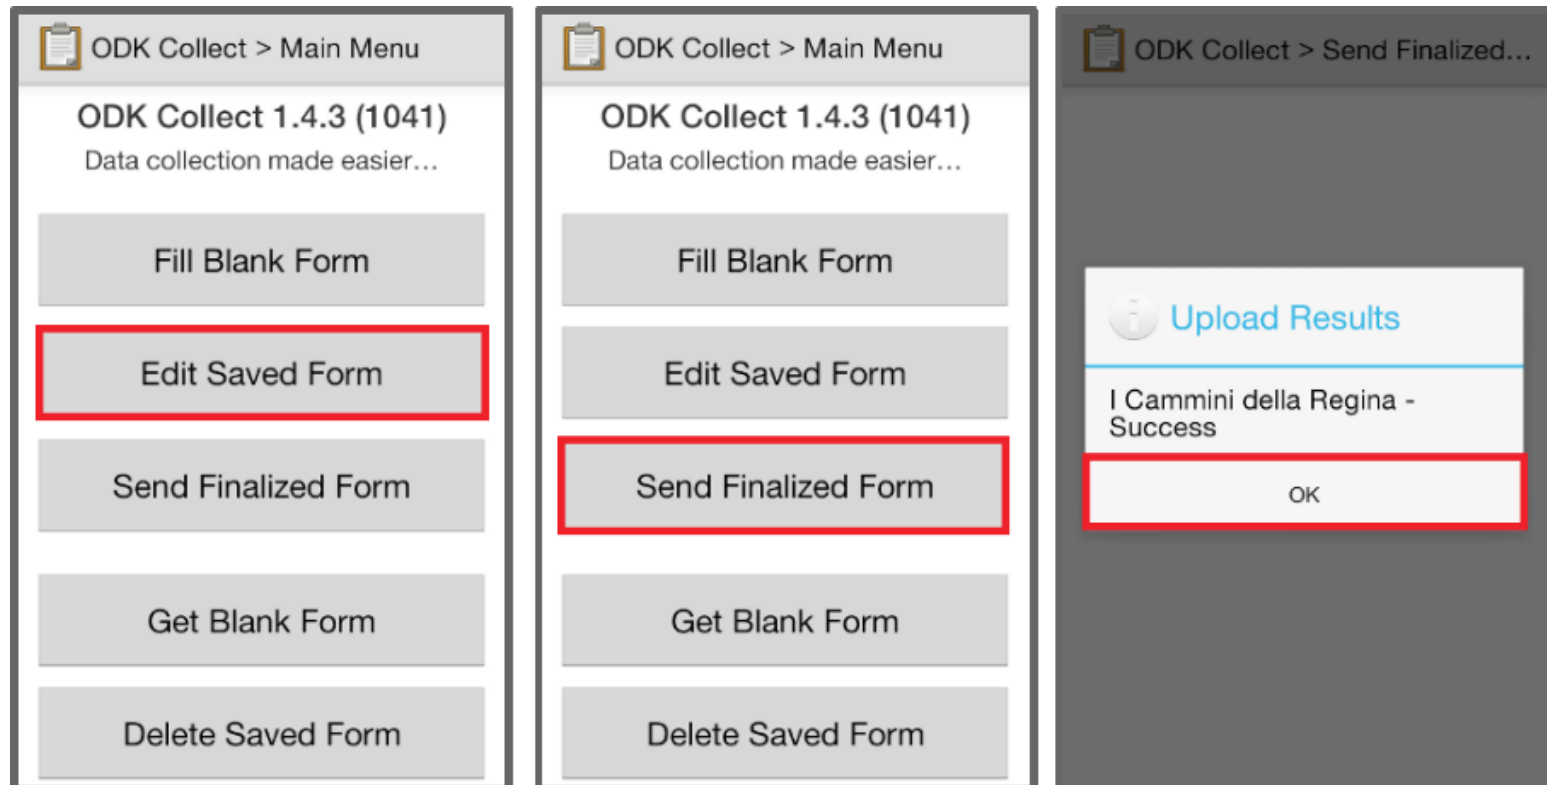 ODK Collect > Main Menu
ODK Collect 1.4.3 (1041)
Data collection made easier...
Fill Blank Form
Edit Saved Form
Send Finalized Form
Get Blank Form
Delete Saved Form
ODK Collect > Main Menu
ODK Collect 1.4.3 (1041)
Data collection made easier...
Fill Blank Form
Edit Saved Form
Send Finalized Form
Get Blank Form
Delete Saved Form
ODK Collect > Send Finalized...
Upload Results
I Cammini della Regina -
Success
OK